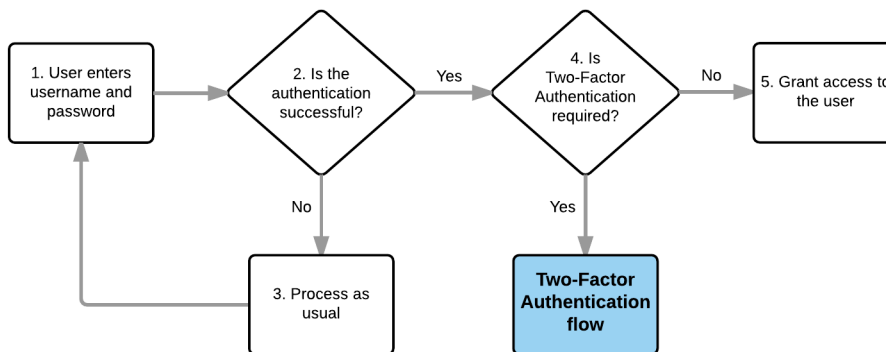 1. User enters
username and
password
2. Is the
authentication
successful?
Yes
4. Is
Two-Factor
Authentication
required?
No
5. Grant access to
the user
No
Yes
3. Process as
usual
Two-Factor
Authentication
flow